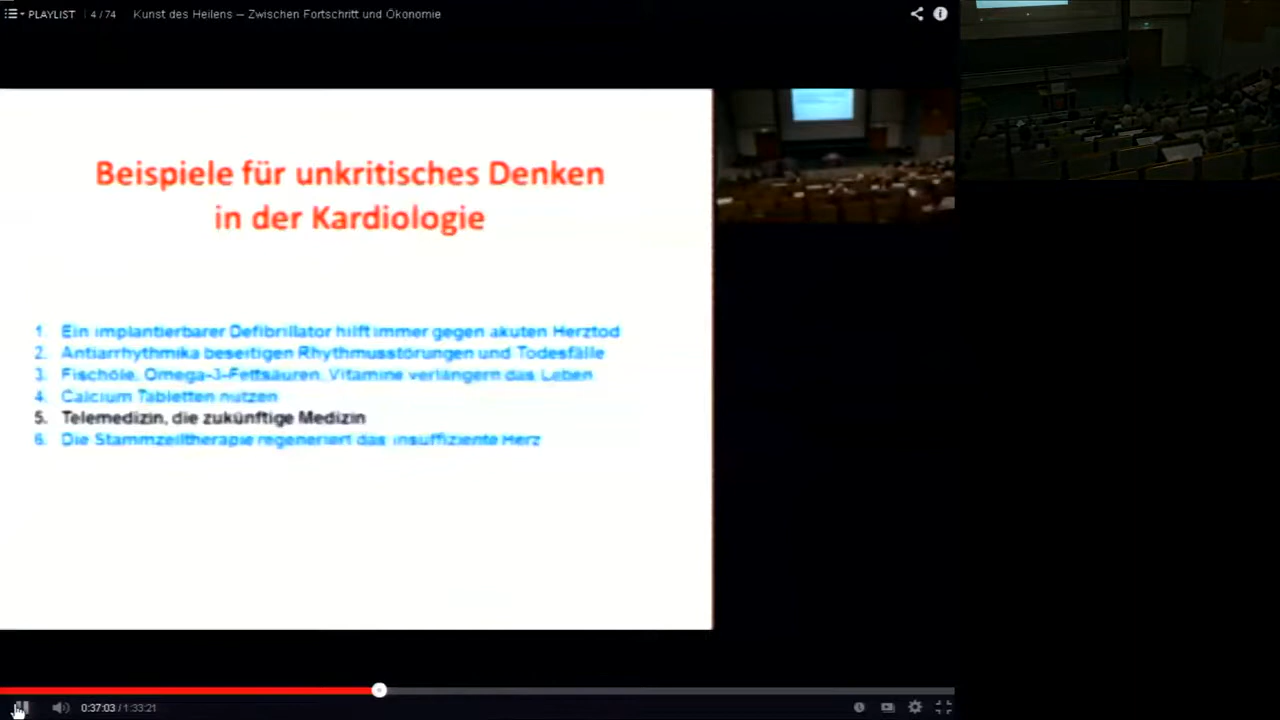 PLAYLIST 4 / 74 Kunst des Heilens – Zwischen Fortschritt und Ökonomie
Beispiele für unkritisches Denken
in der Kardiologie
1. Ein implantierbarer Defibrillator hilft immer gegen akuten Herztod
2. Antiarrhythmika beseitigen Rhythmusstörungen und Todesfälle
3. Fischöle, Omega-3-Fettsäuren, Vitamine verlängern das Leben
4. Calcium Tabletten nutzen
5. Telemedizin, die zukünftige Medizin
6. Die Stammzelltherapie regeneriert das insuffiziente Herz
0:37:03 / 1:33:21